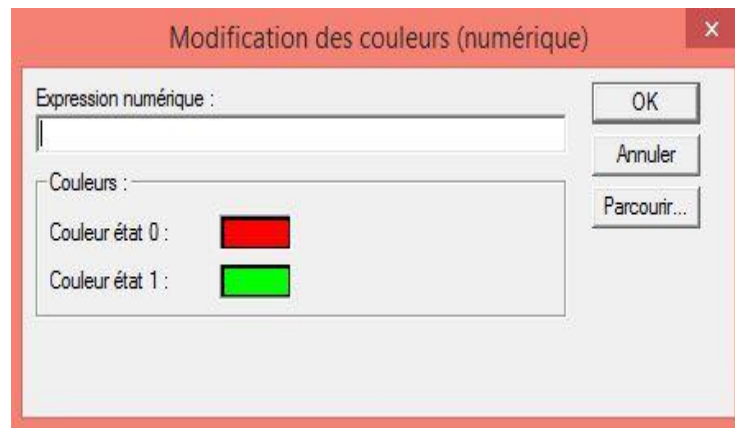 Modification des couleurs (numérique)
x
Expression numérique :
OK
Annuler
Parcourir...
Couleurs :
Couleur état 0 :
Couleur état 1 :